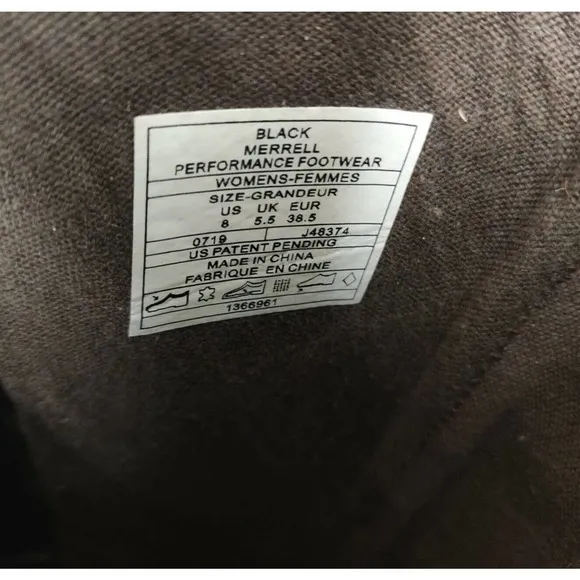 BLACK
MERRELL
PERFORMANCE FOOTWEAR
WOMENS-FEMMES
SIZE-GRANDEUR
US UK EUR
8 5.5 38.5
0719 J48374
US PATENT PENDING
MADE IN CHINA
FABRIQUE EN CHINE
1366961